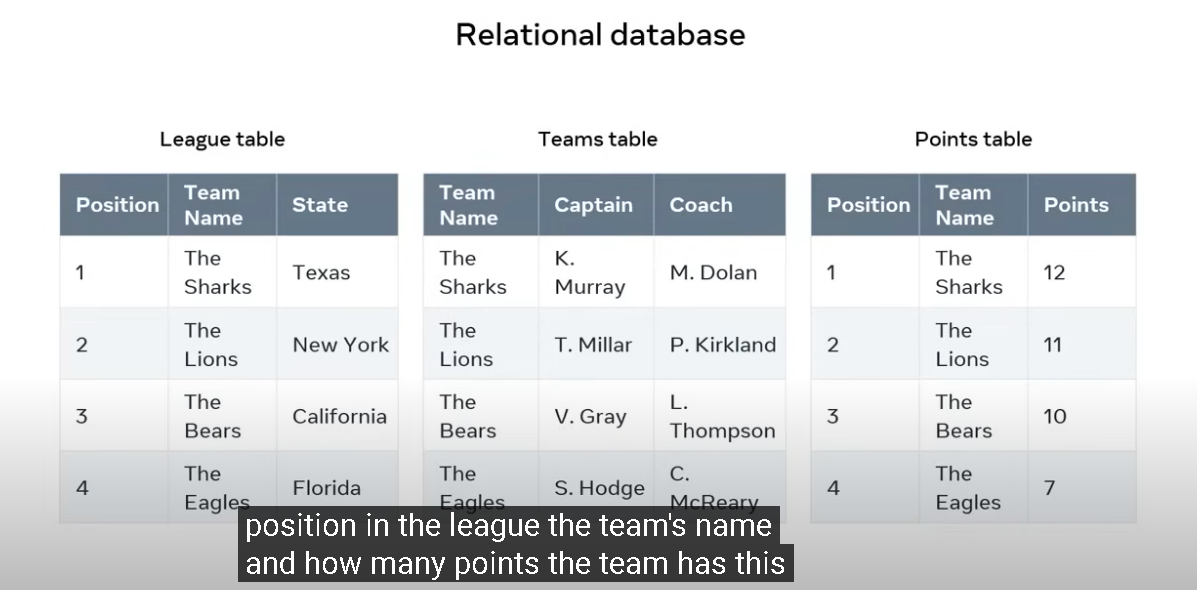 Relational database
League table
Position Team Name State
1 The Sharks Texas
2 The Lions New York
3 The Bears California
4 The Eagles Florida
Teams table
Team Name Captain Coach
The Sharks K. Murray M. Dolan
The Lions T. Millar P. Kirkland
The Bears V. Gray L. Thompson
The Eagles S. Hodge C. McReary
Points table
Position Team Name Points
1 The Sharks 12
2 The Lions 11
3 The Bears 10
4 The Eagles 7
position in the league the team's name
and how many points the team has this